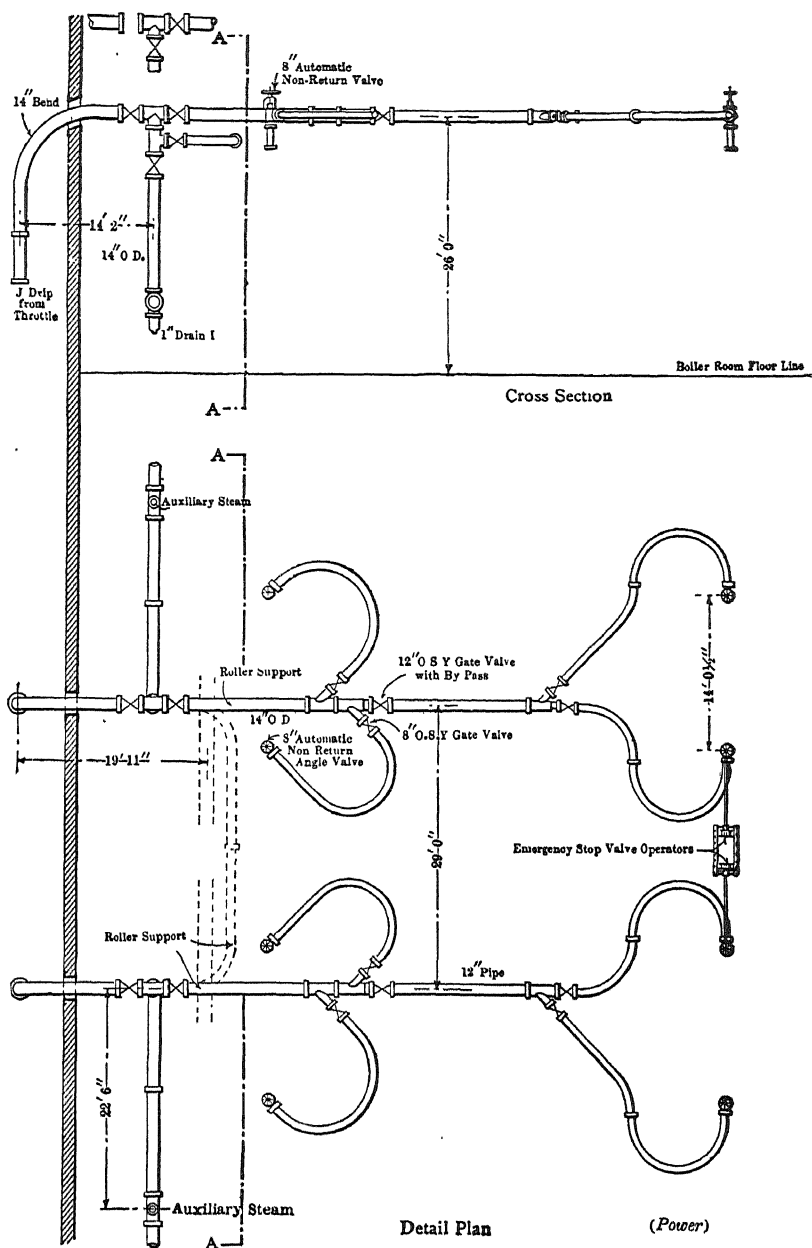 A
8" Automatic
Non-Return Valve
14" Bend
14' 2"
14" O D.
26' 0"
J Drip
from
Throttle
1" Drain I
Boiler Room Floor Line
A
Cross Section
A
Auxiliary Steam
12" O S Y Gate Valve
with By Pass
Roller Support
14" O D
8" O.S.Y Gate Valve
8" Automatic
Non Return
Angle Valve
14'-0½"
19'-11"
29'-0"
Emergency Stop Valve Operators
Roller Support
12" Pipe
22' 6"
Auxiliary Steam
A
Detail Plan
(Power)